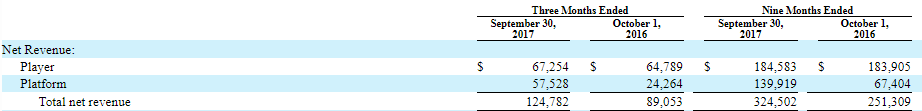 Three Months Ended Nine Months Ended
September 30, October 1, September 30, October 1,
2017 2016 2017 2016
Net Revenue:
Player $ 67,254 $ 64,789 $ 184,583 $ 183,905
Platform 57,528 24,264 139,919 67,404
Total net revenue 124,782 89,053 324,502 251,309